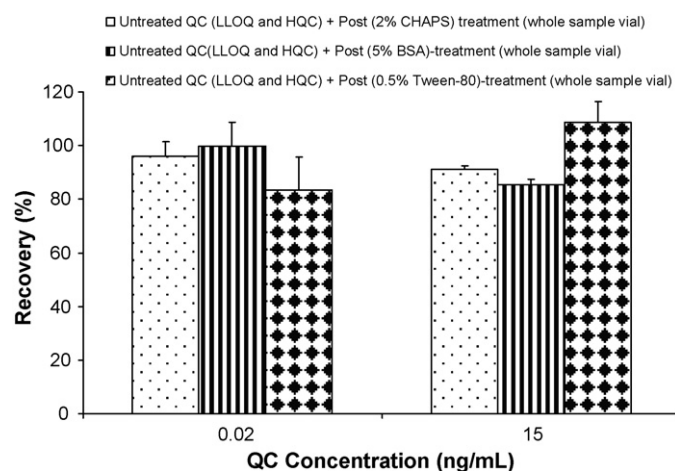 Untreated QC (LLOQ and HQC) + Post (2% CHAPS) treatment (whole sample vial)
Untreated QC(LLOQ and HQC) + Post (5% BSA)-treatment (whole sample vial)
Untreated QC (LLOQ and HQC) + Post (0.5% Tween-80)-treatment (whole sample vial)
120
100
80
60
40
20
0
Recovery (%)
0.02
15
QC Concentration (ng/mL)